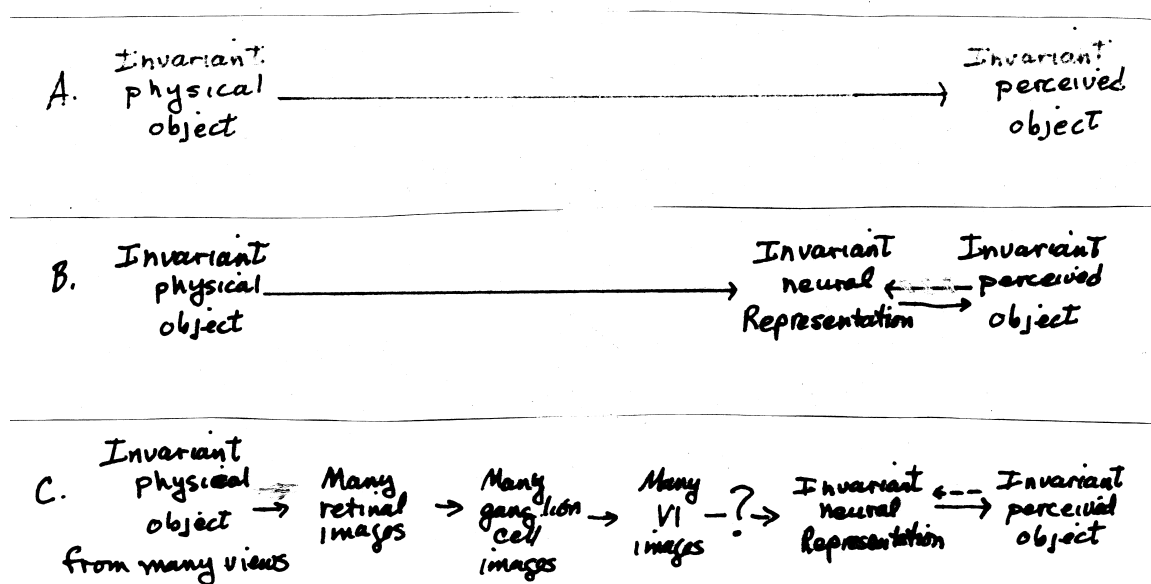 A.
Invariant
physical
object
Invariant
perceived
object
B.
Invariant
physical
object
Invariant
neural
Representation
Invariant
perceived
object
C.
Invariant
physical
object
from many views
Many
retinal
images
Many
ganglion
cell
images
Many
V1
images
?
Invariant
neural
Representation
Invariant
perceived
object